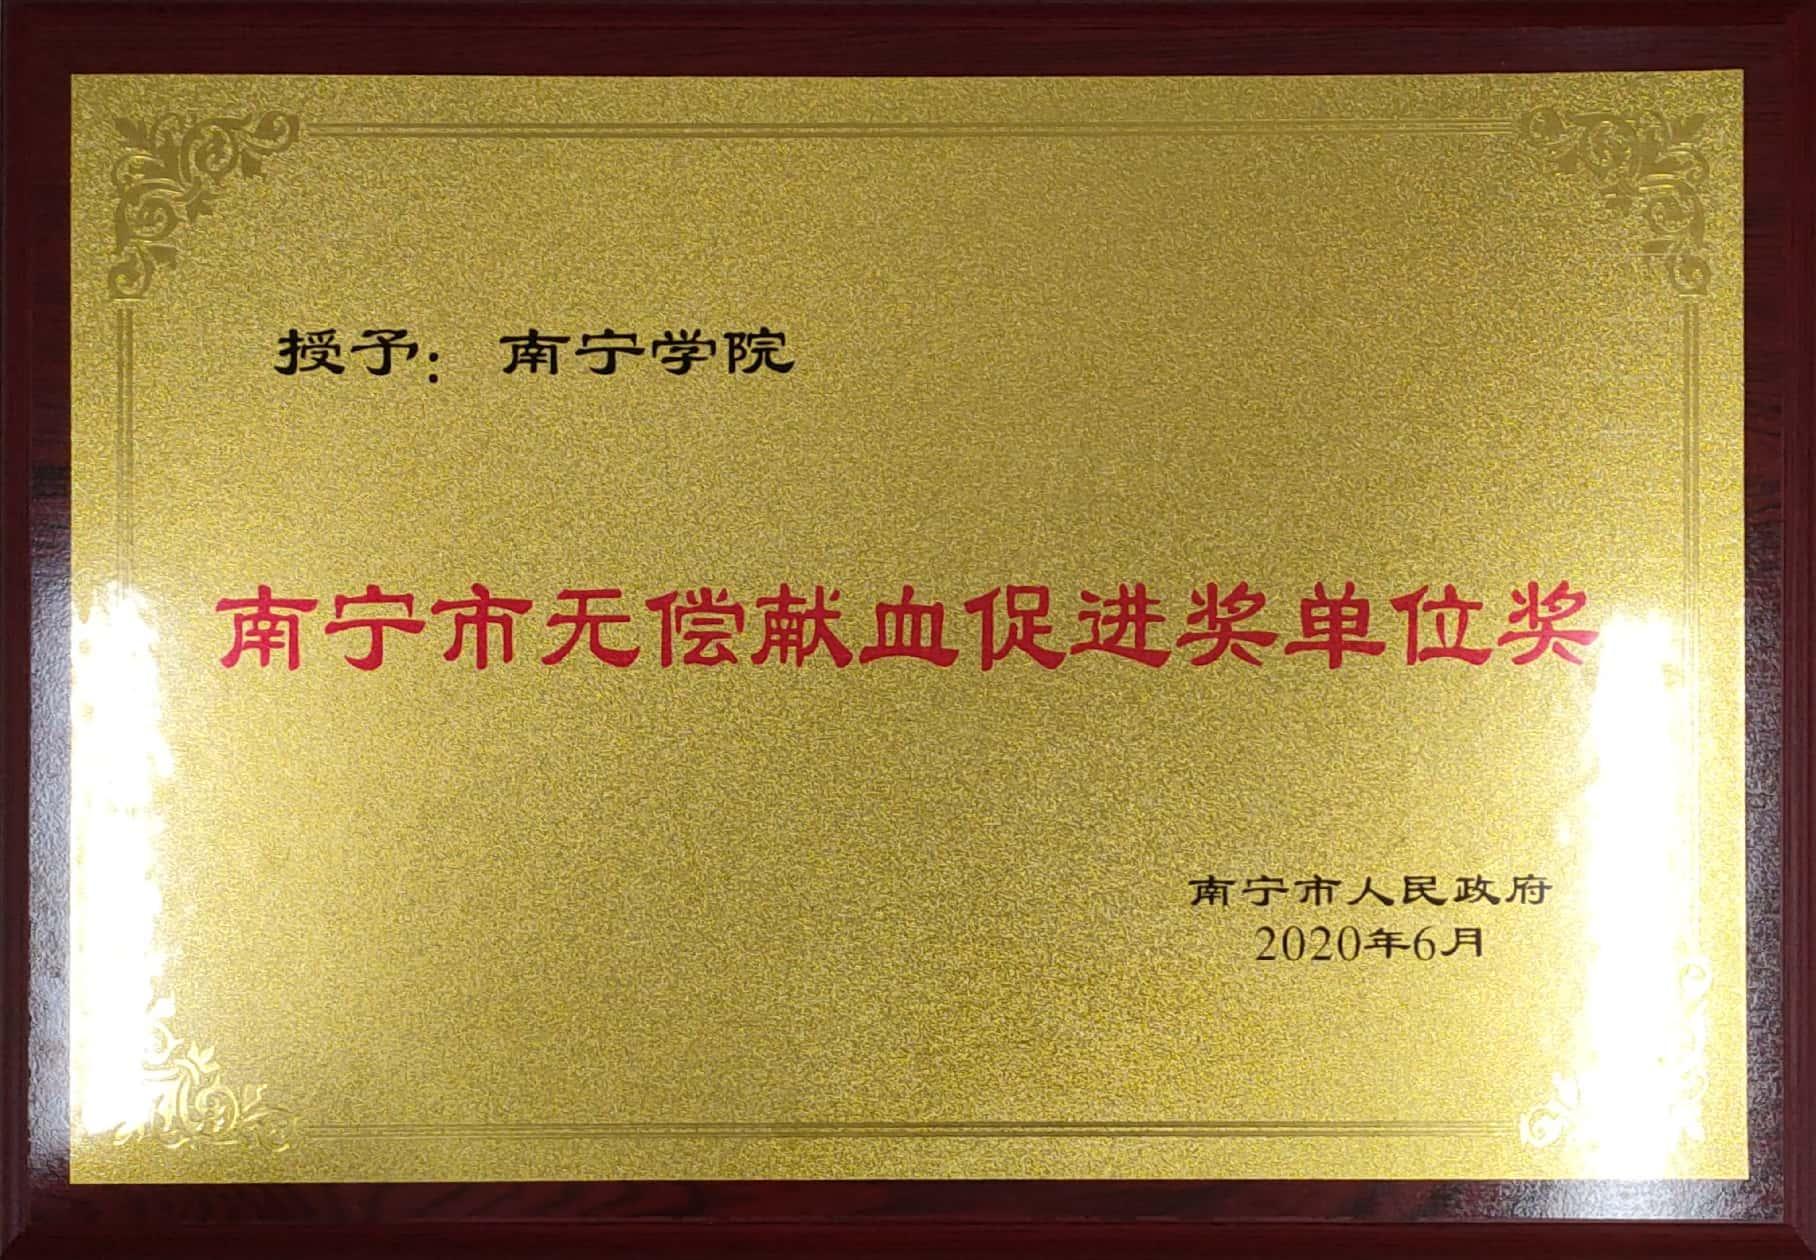 授予：南宁学院
南宁市无偿献血促进奖单位奖
南宁市人民政府
2020年6月